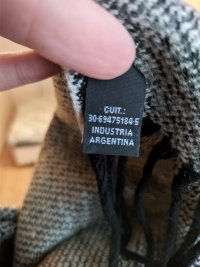 CUIT.:
30-69475184-5
INDUSTRIA
ARGENTINA